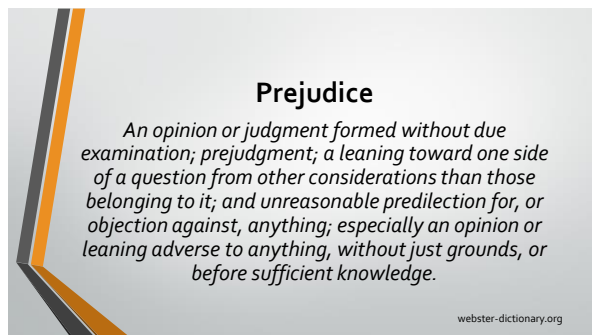 Prejudice
An opinion or judgment formed without due
examination; prejudgment; a leaning toward one side
of a question from other considerations than those
belonging to it; and unreasonable predilection for, or
objection against, anything; especially an opinion or
leaning adverse to anything, without just grounds, or
before sufficient knowledge.
webster-dictionary.org